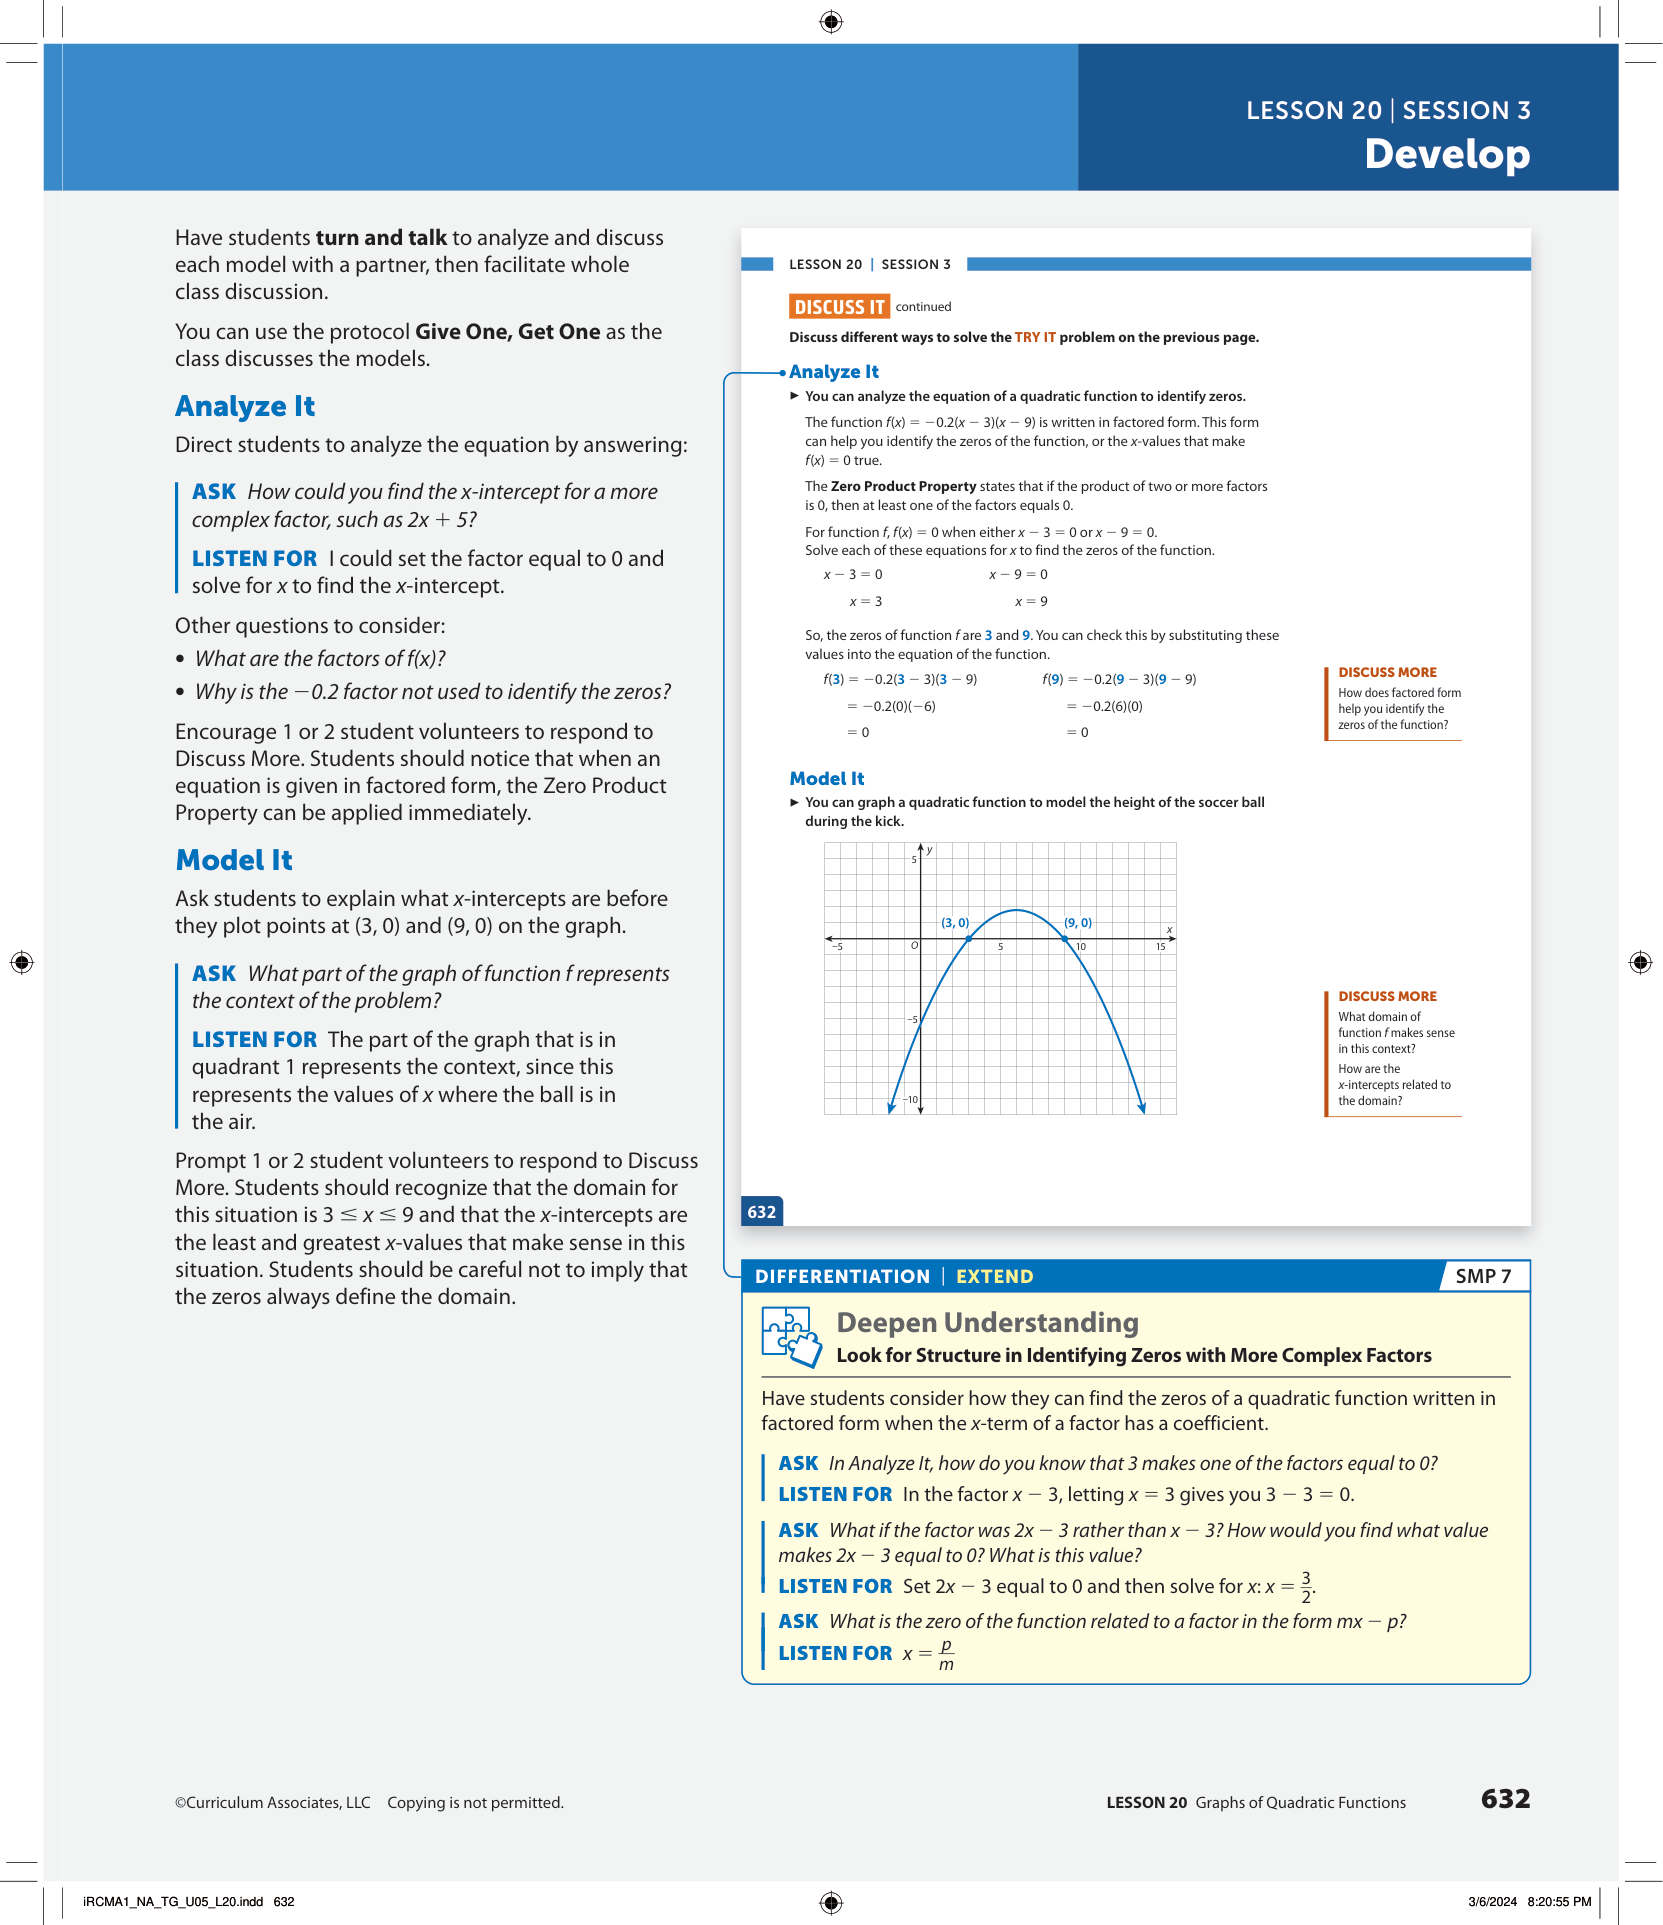 LESSON 20 | SESSION 3
Develop
Have students turn and talk to analyze and discuss
each model with a partner, then facilitate whole
class discussion.
You can use the protocol Give One, Get One as the
class discusses the models.
Analyze It
Direct students to analyze the equation by answering:
ASK How could you find the x-intercept for a more
complex factor, such as 2x + 5?
LISTEN FOR I could set the factor equal to 0 and
solve for x to find the x-intercept.
Other questions to consider:
• What are the factors of f(x)?
• Why is the −0.2 factor not used to identify the zeros?
Encourage 1 or 2 student volunteers to respond to
Discuss More. Students should notice that when an
equation is given in factored form, the Zero Product
Property can be applied immediately.
Model It
Ask students to explain what x-intercepts are before
they plot points at (3, 0) and (9, 0) on the graph.
ASK What part of the graph of function f represents
the context of the problem?
LISTEN FOR The part of the graph that is in
quadrant 1 represents the context, since this
represents the values of x where the ball is in
the air.
Prompt 1 or 2 student volunteers to respond to Discuss
More. Students should recognize that the domain for
this situation is 3 ≤ x ≤ 9 and that the x-intercepts are
the least and greatest x-values that make sense in this
situation. Students should be careful not to imply that
the zeros always define the domain.
LESSON 20 | SESSION 3
DISCUSS IT continued
Discuss different ways to solve the TRY IT problem on the previous page.
Analyze It
► You can analyze the equation of a quadratic function to identify zeros.
The function f(x) = −0.2(x − 3)(x − 9) is written in factored form. This form
can help you identify the zeros of the function, or the x-values that make
f(x) = 0 true.
The Zero Product Property states that if the product of two or more factors
is 0, then at least one of the factors equals 0.
For function f, f(x) = 0 when either x − 3 = 0 or x − 9 = 0.
Solve each of these equations for x to find the zeros of the function.
x − 3 = 0 x − 9 = 0
x = 3 x = 9
So, the zeros of function f are 3 and 9. You can check this by substituting these
values into the equation of the function.
f(3) = −0.2(3 − 3)(3 − 9) f(9) = −0.2(9 − 3)(9 − 9)
= −0.2(0)(−6) = −0.2(6)(0)
= 0 = 0
DISCUSS MORE
How does factored form
help you identify the
zeros of the function?
Model It
► You can graph a quadratic function to model the height of the soccer ball
during the kick.
y
5
(3, 0) (9, 0)
x
−5 O 5 10 15
−5
−10
DISCUSS MORE
What domain of
function f makes sense
in this context?
How are the
x-intercepts related to
the domain?
632
DIFFERENTIATION | EXTEND SMP 7
Deepen Understanding
Look for Structure in Identifying Zeros with More Complex Factors
Have students consider how they can find the zeros of a quadratic function written in
factored form when the x-term of a factor has a coefficient.
ASK In Analyze It, how do you know that 3 makes one of the factors equal to 0?
LISTEN FOR In the factor x − 3, letting x = 3 gives you 3 − 3 = 0.
ASK What if the factor was 2x − 3 rather than x − 3? How would you find what value
makes 2x − 3 equal to 0? What is this value?
LISTEN FOR Set 2x − 3 equal to 0 and then solve for x: x = 3/2.
ASK What is the zero of the function related to a factor in the form mx − p?
LISTEN FOR x = p/m
©Curriculum Associates, LLC Copying is not permitted.
LESSON 20 Graphs of Quadratic Functions 632
iRCMA1_NA_TG_U05_L20.indd 632
3/6/2024 8:20:55 PM